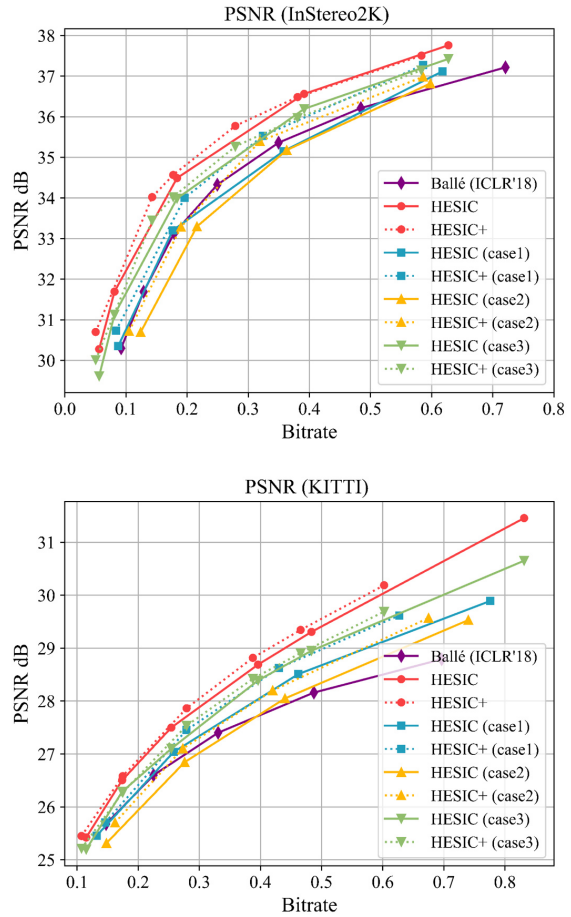 PSNR (InStereo2K)
38
37
36
35
34
33
32
31
30
PSNR dB
Ballé (ICLR'18)
HESIC
HESIC+
HESIC (case1)
HESIC+ (case1)
HESIC (case2)
HESIC+ (case2)
HESIC (case3)
HESIC+ (case3)
0.0 0.1 0.2 0.3 0.4 0.5 0.6 0.7 0.8
Bitrate
PSNR (KITTI)
31
30
29
28
27
26
25
PSNR dB
Ballé (ICLR'18)
HESIC
HESIC+
HESIC (case1)
HESIC+ (case1)
HESIC (case2)
HESIC+ (case2)
HESIC (case3)
HESIC+ (case3)
0.1 0.2 0.3 0.4 0.5 0.6 0.7 0.8
Bitrate